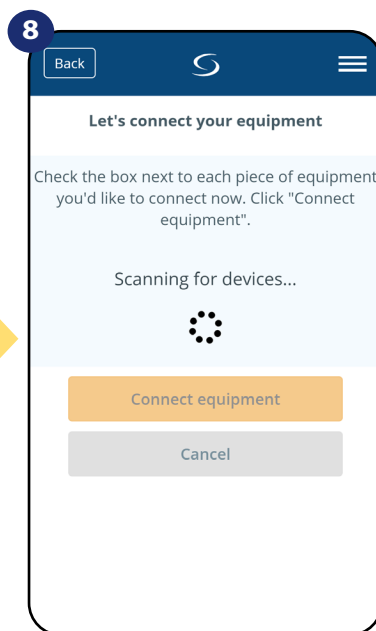 8
Back
Let's connect your equipment
Check the box next to each piece of equipment
you'd like to connect now. Click "Connect
equipment".
Scanning for devices...
Connect equipment
Cancel